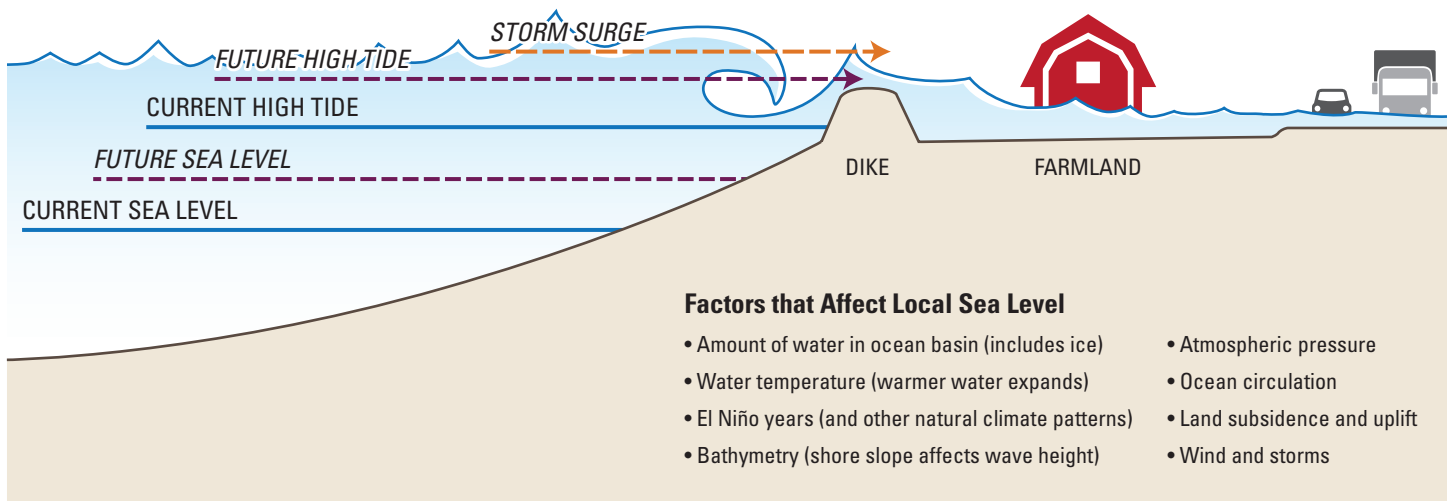 STORM SURGE
FUTURE HIGH TIDE
CURRENT HIGH TIDE
FUTURE SEA LEVEL
CURRENT SEA LEVEL
DIKE
FARMLAND
Factors that Affect Local Sea Level
• Amount of water in ocean basin (includes ice)
• Water temperature (warmer water expands)
• El Niño years (and other natural climate patterns)
• Bathymetry (shore slope affects wave height)
• Atmospheric pressure
• Ocean circulation
• Land subsidence and uplift
• Wind and storms